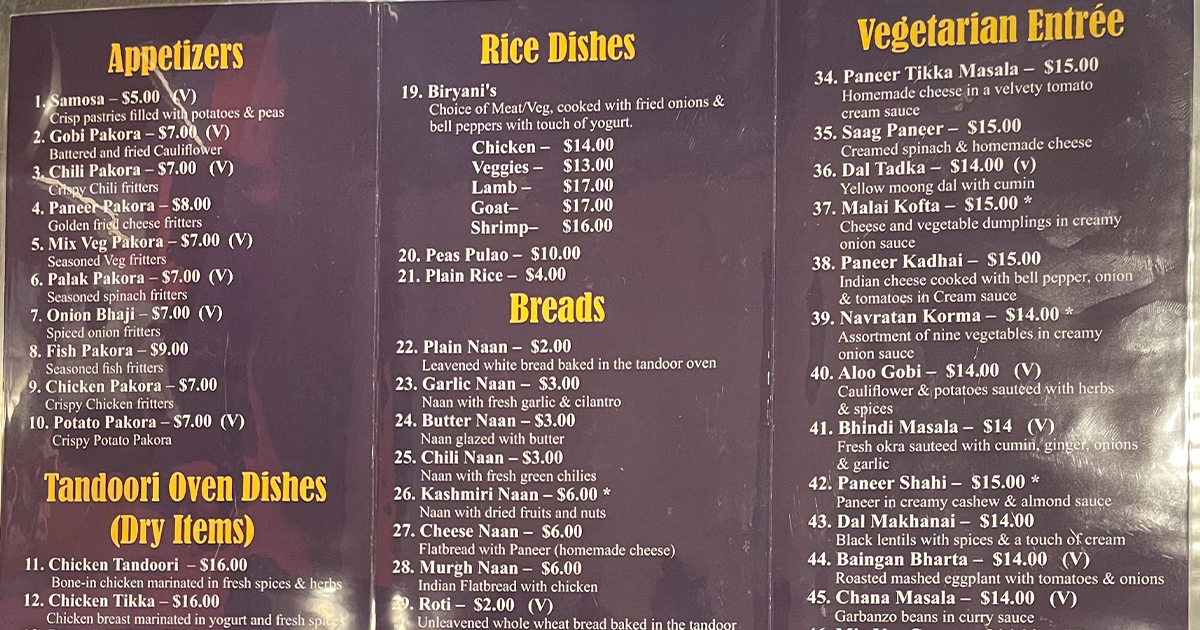 Appetizers
1. Samosa – $5.00 (V)
Crisp pastries filled with potatoes & peas
2. Gobi Pakora – $7.00 (V)
Battered and fried Cauliflower
3. Chili Pakora – $7.00 (V)
Crispy Chili fritters
4. Paneer Pakora – $8.00
Golden fried cheese fritters
5. Mix Veg Pakora – $7.00 (V)
Seasoned Veg fritters
6. Palak Pakora – $7.00 (V)
Seasoned spinach fritters
7. Onion Bhaji – $7.00 (V)
Spiced onion fritters
8. Fish Pakora – $9.00
Seasoned fish fritters
9. Chicken Pakora – $7.00
Crispy Chicken fritters
10. Potato Pakora – $7.00 (V)
Crispy Potato Pakora
Tandoori Oven Dishes
(Dry Items)
11. Chicken Tandoori – $16.00
Bone-in chicken marinated in fresh spices & herbs
12. Chicken Tikka – $16.00
Chicken breast marinated in yogurt and fresh spices
Rice Dishes
19. Biryani's
Choice of Meat/Veg, cooked with fried onions &
bell peppers with touch of yogurt.
Chicken – $14.00
Veggies – $13.00
Lamb – $17.00
Goat– $17.00
Shrimp– $16.00
20. Peas Pulao – $10.00
21. Plain Rice – $4.00
Breads
22. Plain Naan – $2.00
Leavened white bread baked in the tandoor oven
23. Garlic Naan – $3.00
Naan with fresh garlic & cilantro
24. Butter Naan – $3.00
Naan glazed with butter
25. Chili Naan – $3.00
Naan with fresh green chilies
26. Kashmiri Naan – $6.00 *
Naan with dried fruits and nuts
27. Cheese Naan – $6.00
Flatbread with Paneer (homemade cheese)
28. Murgh Naan – $6.00
Indian Flatbread with chicken
29. Roti – $2.00 (V)
Unleavened whole wheat bread baked in the tandoor
Vegetarian Entrée
34. Paneer Tikka Masala – $15.00
Homemade cheese in a velvety tomato
cream sauce
35. Saag Paneer – $15.00
Creamed spinach & homemade cheese
36. Dal Tadka – $14.00 (v)
Yellow moong dal with cumin
37. Malai Kofta – $15.00 *
Cheese and vegetable dumplings in creamy
onion sauce
38. Paneer Kadhai – $15.00
Indian cheese cooked with bell pepper, onion
& tomatoes in Cream sauce
39. Navratan Korma – $14.00 *
Assortment of nine vegetables in creamy
onion sauce
40. Aloo Gobi – $14.00 (V)
Cauliflower & potatoes sauteed with herbs
& spices
41. Bhindi Masala – $14 (V)
Fresh okra sauteed with cumin, ginger, onions
& garlic
42. Paneer Shahi – $15.00 *
Paneer in creamy cashew & almond sauce
43. Dal Makhanai – $14.00
Black lentils with spices & a touch of cream
44. Baingan Bharta – $14.00 (V)
Roasted mashed eggplant with tomatoes & onions
45. Chana Masala – $14.00 (V)
Garbanzo beans in curry sauce